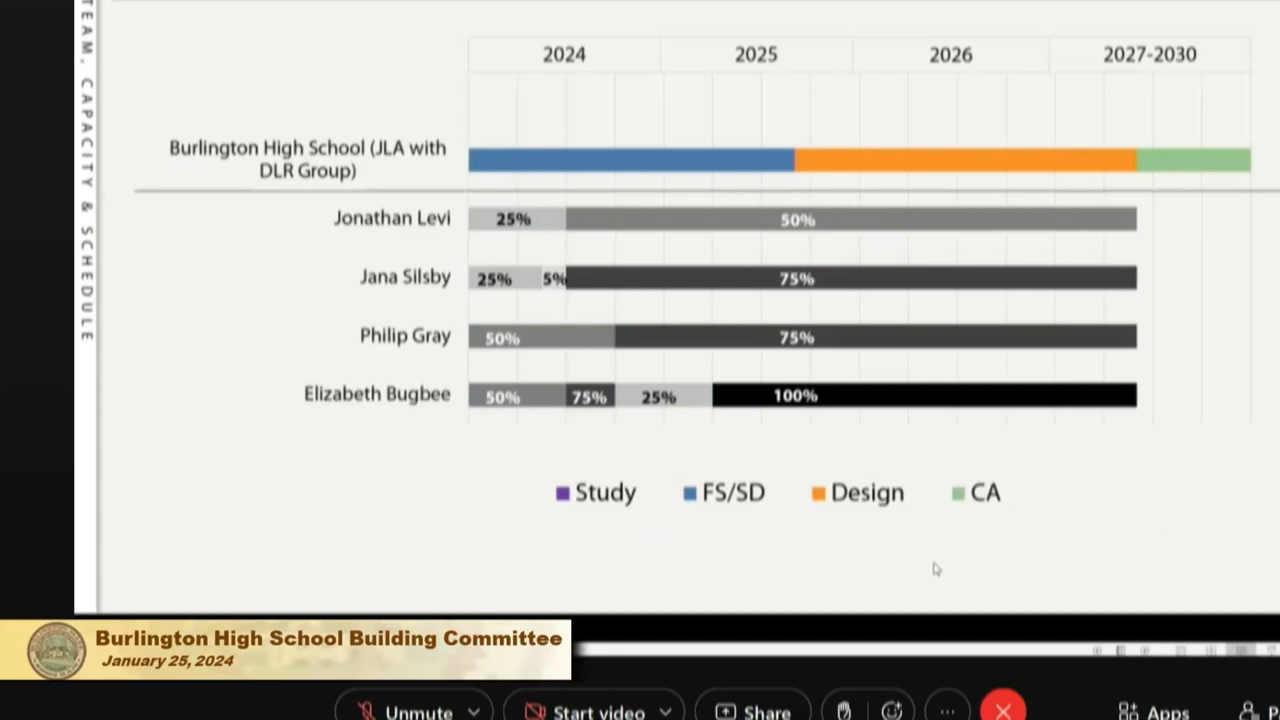 TEAM, CAPACITY & SCHEDULE
2024 2025 2026 2027-2030
Burlington High School (JLA with
DLR Group)
Jonathan Levi 25% 50%
Jana Silsby 25% 5% 75%
Philip Gray 50% 75%
Elizabeth Bugbee 50% 75% 25% 100%
Study FS/SD Design CA
Burlington High School Building Committee
January 25, 2024
Unmute Start video Share Apps P